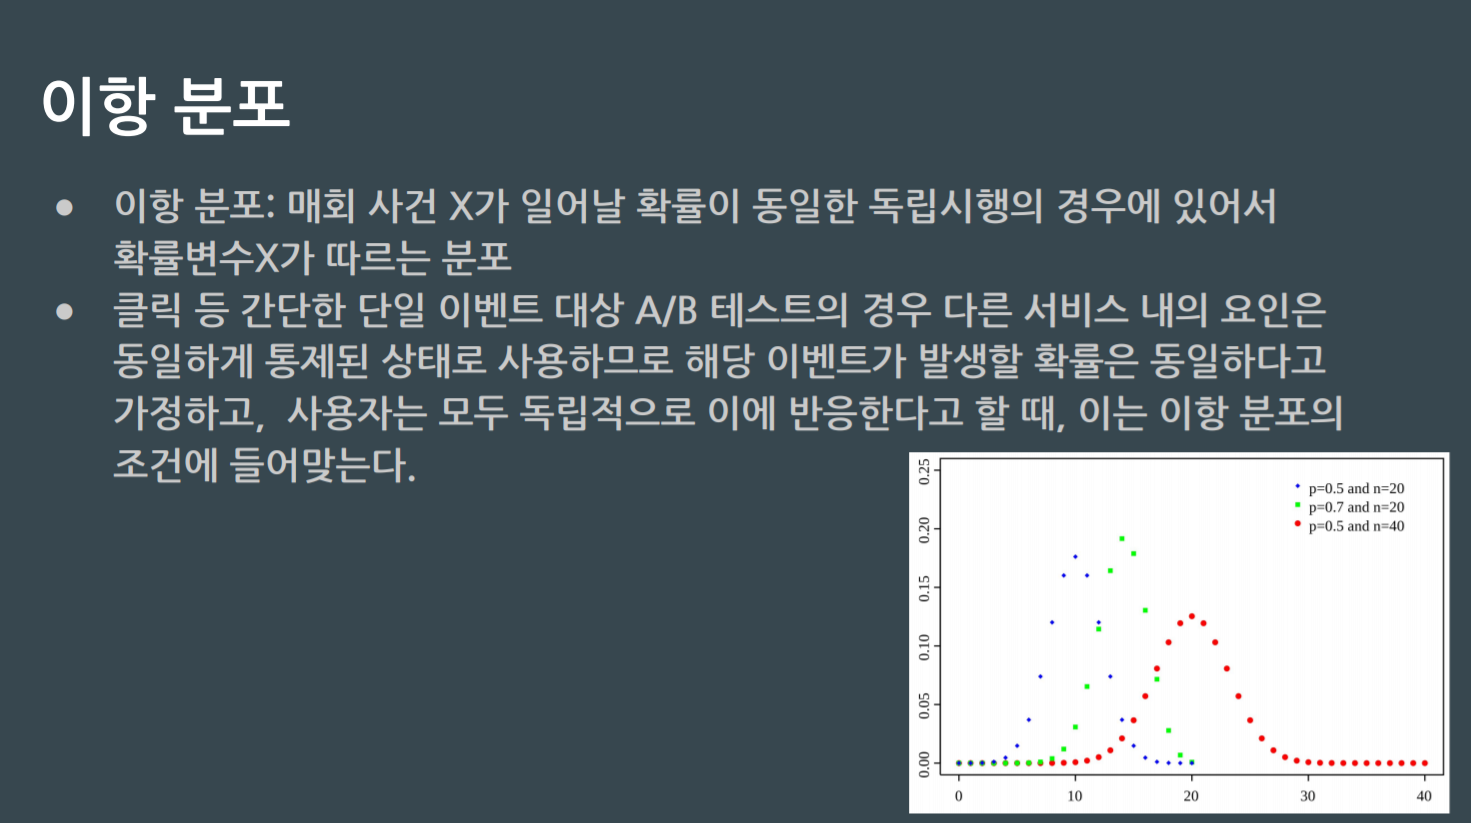 이항 분포
● 이항 분포: 매회 사건 X가 일어날 확률이 동일한 독립시행의 경우에 있어서
확률변수X가 따르는 분포
● 클릭 등 간단한 단일 이벤트 대상 A/B 테스트의 경우 다른 서비스 내의 요인은
동일하게 통제된 상태로 사용하므로 해당 이벤트가 발생할 확률은 동일하다고
가정하고,  사용자는 모두 독립적으로 이에 반응한다고 할 때, 이는 이항 분포의
조건에 들어맞는다.
p=0.5 and n=20
p=0.7 and n=20
p=0.5 and n=40
0.25
0.20
0.15
0.10
0.05
0.00
0 10 20 30 40